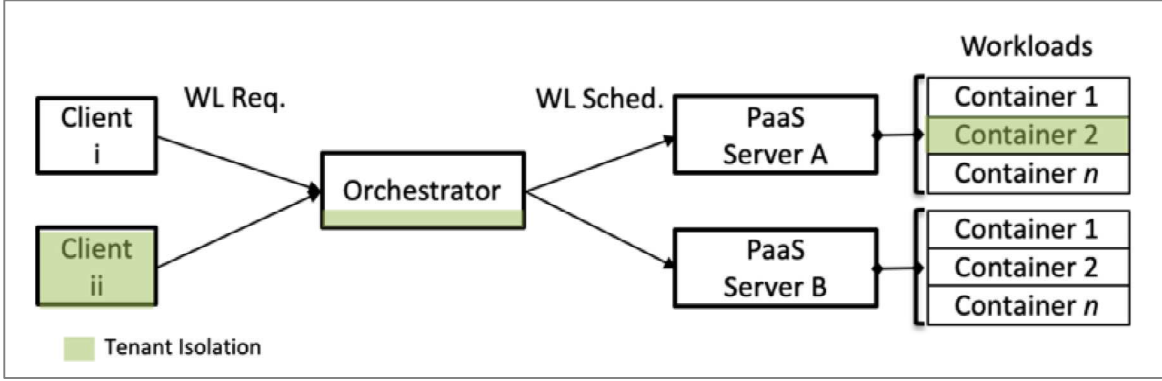 Workloads
WL Req.
WL Sched.
Client
i
Client
ii
Orchestrator
PaaS
Server A
PaaS
Server B
Container 1
Container 2
Container n
Container 1
Container 2
Container n
Tenant Isolation